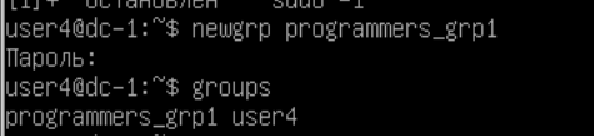 [1]+ Остановлен sudo -i
user4@dc-1:~$ newgrp programmers_grp1
Пароль:
user4@dc-1:~$ groups
programmers_grp1 user4